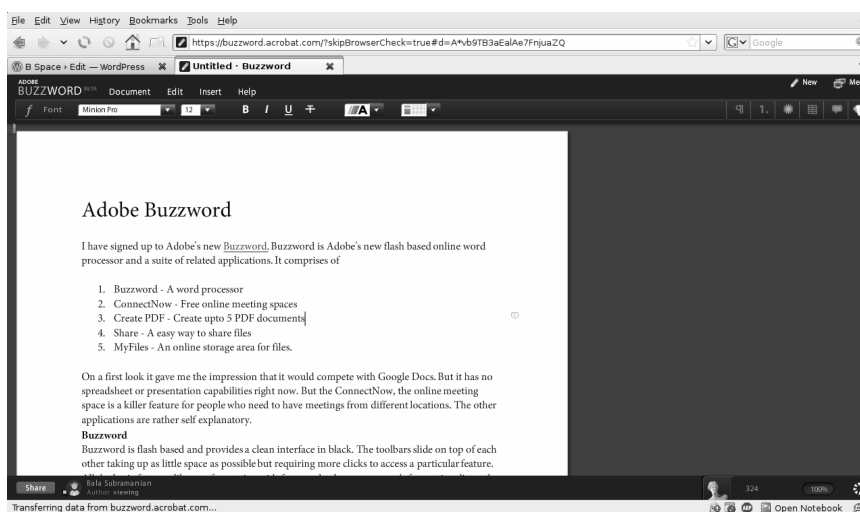 File Edit View History Bookmarks Tools Help
https://buzzword.acrobat.com/?skipBrowserCheck=true#d=A*vb9TB3aEalAe7FnjuaZQ
G Google
B Space › Edit — WordPress Untitled · Buzzword
ADOBE
BUZZWORD BETA Document Edit Insert Help New Me
f Font Minion Pro 12 B I U T A ¶ 1.
Adobe Buzzword
I have signed up to Adobe's new Buzzword. Buzzword is Adobe's new flash based online word
processor and a suite of related applications. It comprises of
1. Buzzword - A word processor
2. ConnectNow - Free online meeting spaces
3. Create PDF - Create upto 5 PDF documents
4. Share - A easy way to share files
5. MyFiles - An online storage area for files.
On a first look it gave me the impression that it would compete with Google Docs. But it has no
spreadsheet or presentation capabilities right now. But the ConnectNow, the online meeting
space is a killer feature for people who need to have meetings from different locations. The other
applications are rather self explanatory.
Buzzword
Buzzword is flash based and provides a clean interface in black. The toolbars slide on top of each
other taking up as little space as possible but requiring more clicks to access a particular feature.
Share Bala Subramanian 324 100%
Author viewing
Transferring data from buzzword.acrobat.com... ABP Open Notebook